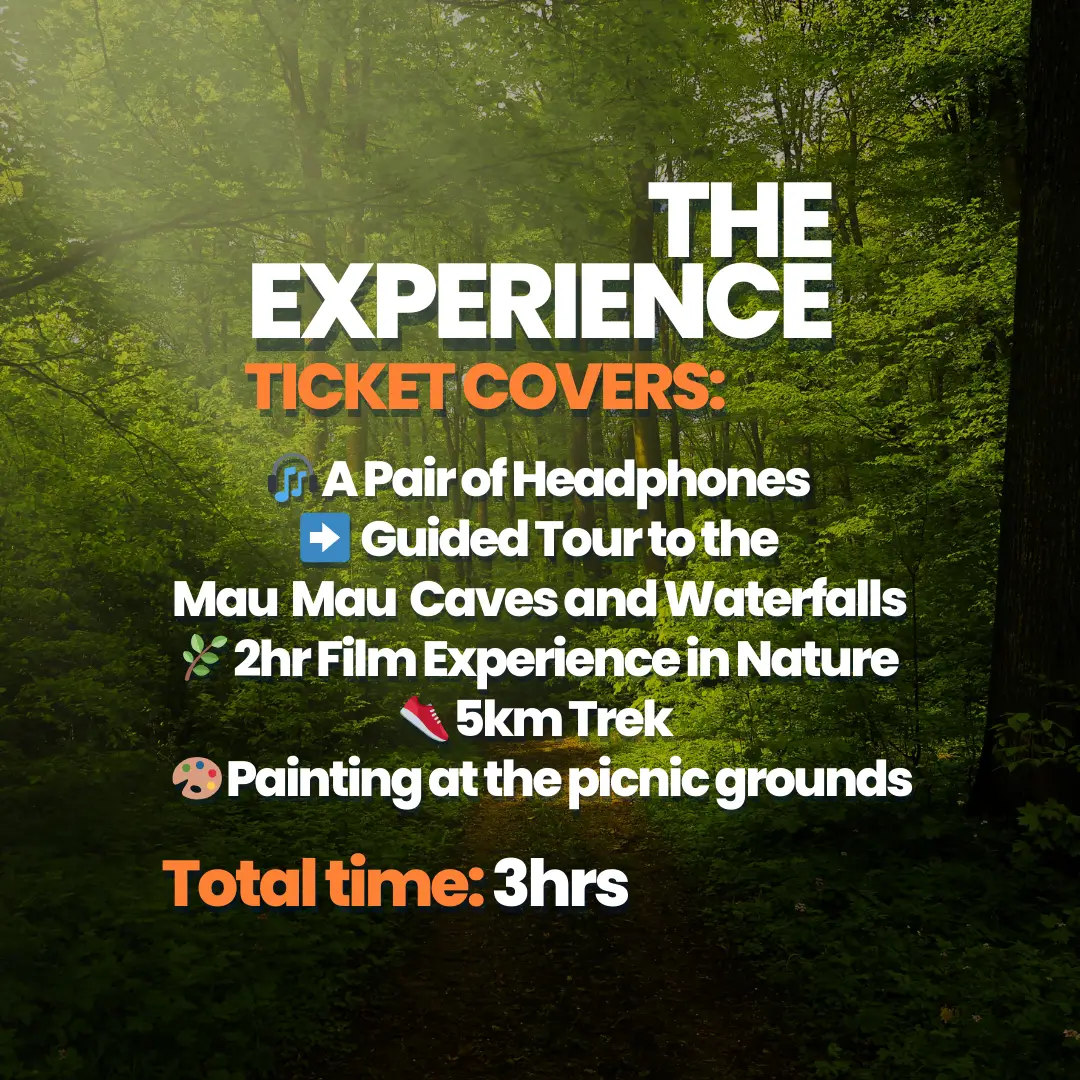 THE
EXPERIENCE
TICKET COVERS:
🎧 A Pair of Headphones
➡️ Guided Tour to the
Mau Mau Caves and Waterfalls
🌿 2hr Film Experience in Nature
👟 5km Trek
🎨 Painting at the picnic grounds
Total time: 3hrs